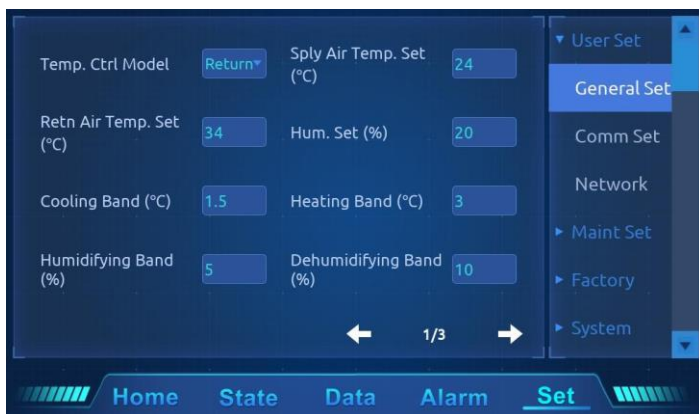 Temp. Ctrl Model
Return
Sply Air Temp. Set
(℃)
24
Retn Air Temp. Set
(℃)
34
Hum. Set (%)
20
Cooling Band (℃)
1.5
Heating Band (℃)
3
Humidifying Band
(%)
5
Dehumidifying Band
(%)
10
1/3
User Set
General Set
Comm Set
Network
Maint Set
Factory
System
Home
State
Data
Alarm
Set